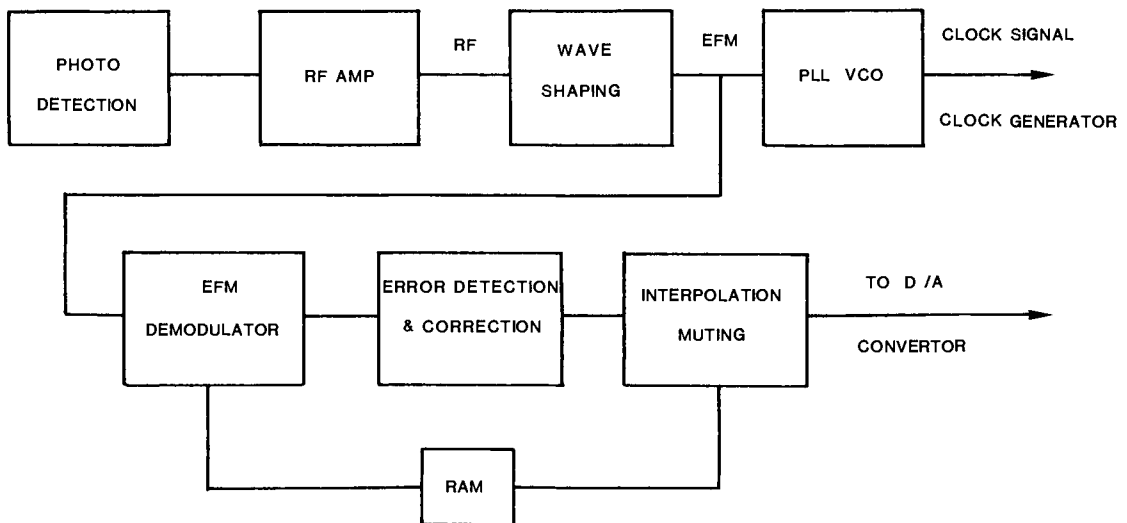 PHOTO
DETECTION
RF AMP
RF
WAVE
SHAPING
EFM
PLL VCO
CLOCK SIGNAL
CLOCK GENERATOR
EFM
DEMODULATOR
ERROR DETECTION
& CORRECTION
INTERPOLATION
MUTING
TO D /A
CONVERTOR
RAM